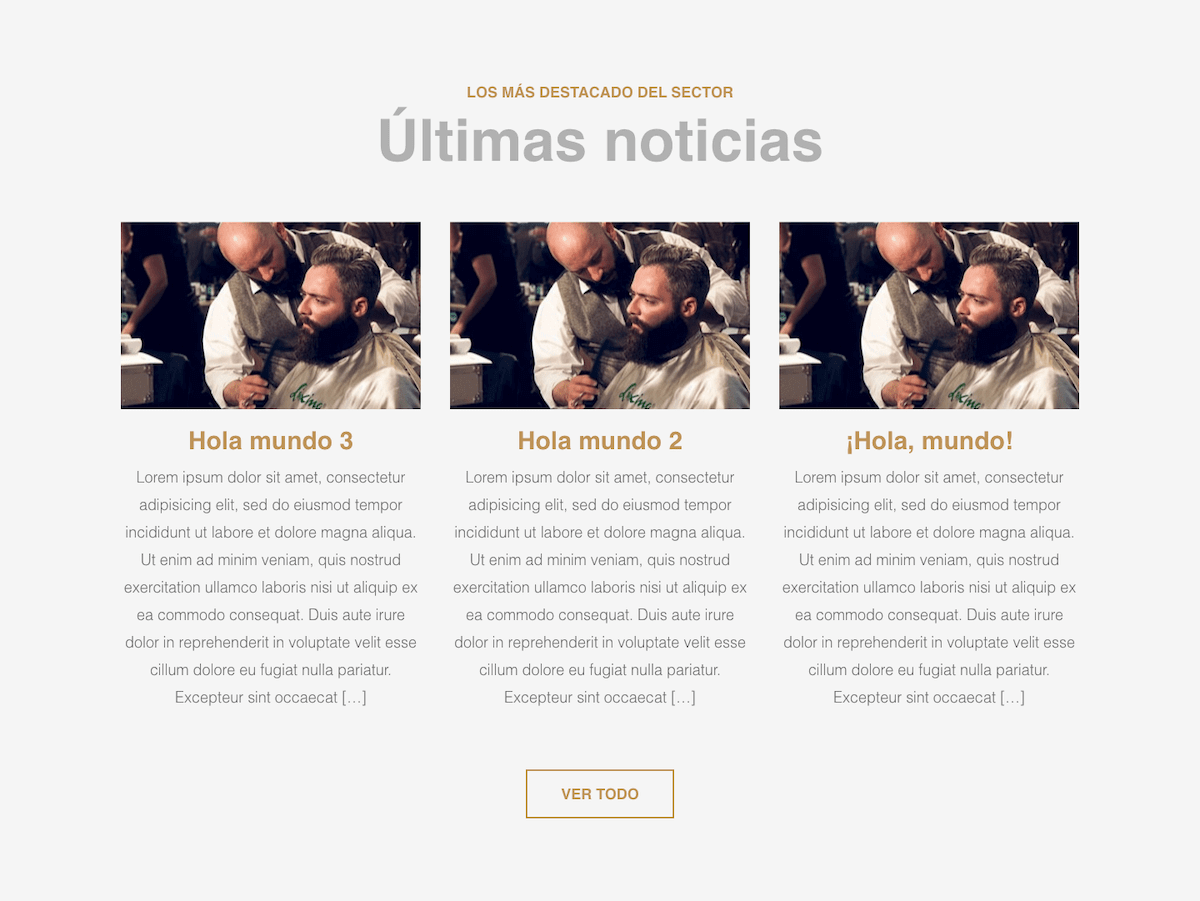 LOS MÁS DESTACADO DEL SECTOR
Últimas noticias
Hola mundo 3
Lorem ipsum dolor sit amet, consectetur
adipisicing elit, sed do eiusmod tempor
incididunt ut labore et dolore magna aliqua.
Ut enim ad minim veniam, quis nostrud
exercitation ullamco laboris nisi ut aliquip ex
ea commodo consequat. Duis aute irure
dolor in reprehenderit in voluptate velit esse
cillum dolore eu fugiat nulla pariatur.
Excepteur sint occaecat […]
Hola mundo 2
Lorem ipsum dolor sit amet, consectetur
adipisicing elit, sed do eiusmod tempor
incididunt ut labore et dolore magna aliqua.
Ut enim ad minim veniam, quis nostrud
exercitation ullamco laboris nisi ut aliquip ex
ea commodo consequat. Duis aute irure
dolor in reprehenderit in voluptate velit esse
cillum dolore eu fugiat nulla pariatur.
Excepteur sint occaecat […]
¡Hola, mundo!
Lorem ipsum dolor sit amet, consectetur
adipisicing elit, sed do eiusmod tempor
incididunt ut labore et dolore magna aliqua.
Ut enim ad minim veniam, quis nostrud
exercitation ullamco laboris nisi ut aliquip ex
ea commodo consequat. Duis aute irure
dolor in reprehenderit in voluptate velit esse
cillum dolore eu fugiat nulla pariatur.
Excepteur sint occaecat […]
VER TODO